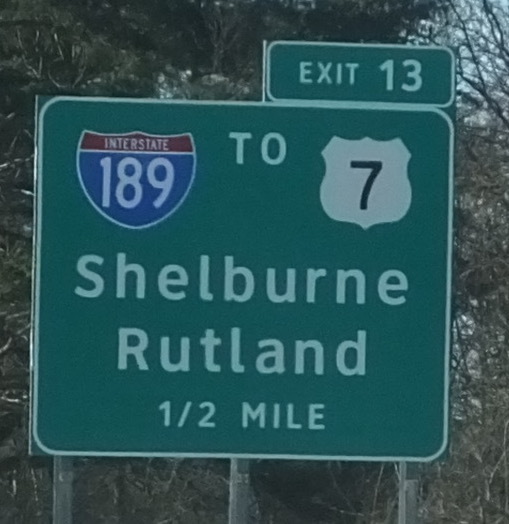 EXIT 13
INTERSTATE
189 TO 7
Shelburne
Rutland
1/2 MILE